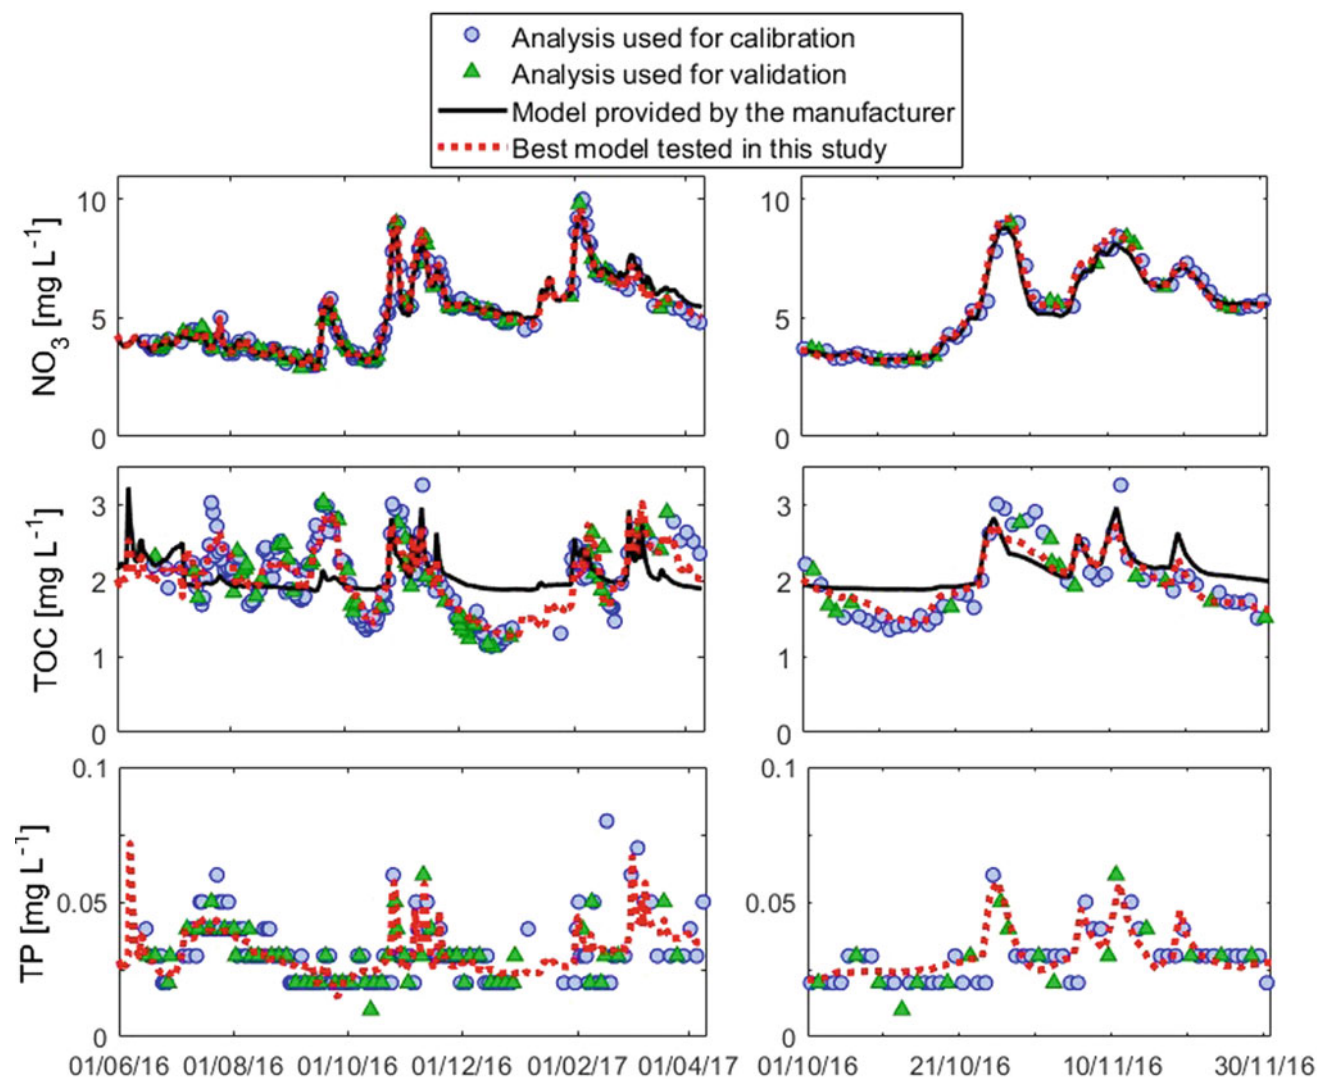 Analysis used for calibration
Analysis used for validation
Model provided by the manufacturer
Best model tested in this study
NO3 [mg L-1]
10
5
0
10
5
0
TOC [mg L-1]
3
2
1
0
3
2
1
0
TP [mg L-1]
0.1
0.05
0
0.1
0.05
0
01/06/16 01/08/16 01/10/16 01/12/16 01/02/17 01/04/17
01/10/16 21/10/16 10/11/16 30/11/16